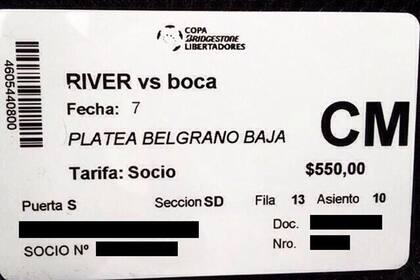 COPA
BRIDGESTONE
LIBERTADORES
4605440800
RIVER vs boca
Fecha: 7
PLATEA BELGRANO BAJA
CM
Tarifa: Socio $550,00
Puerta S Seccion SD Fila 13 Asiento 10
Doc.
SOCIO Nº Nro.